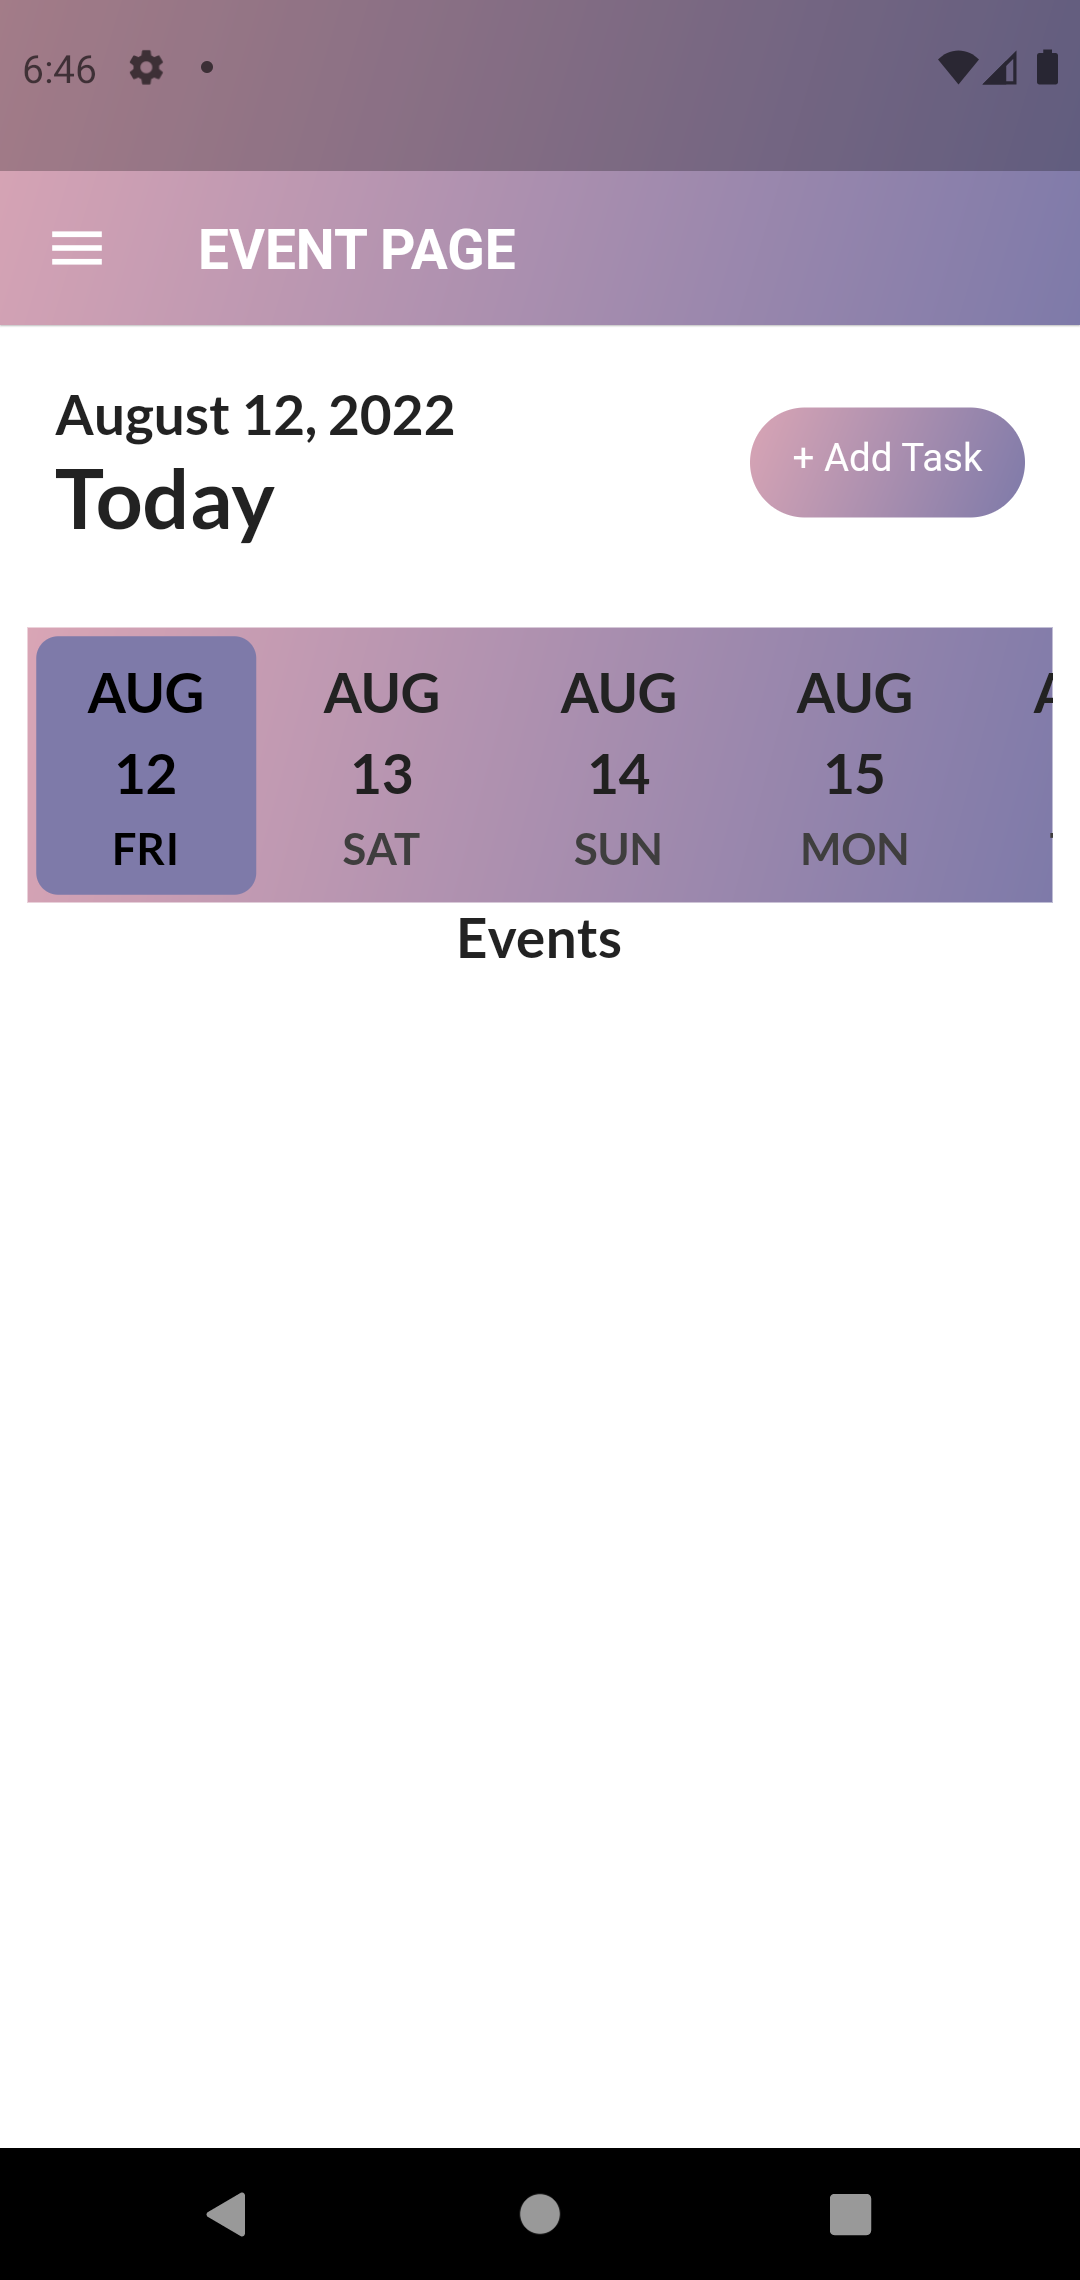 6:46
EVENT PAGE
August 12, 2022
Today
+ Add Task
AUG AUG AUG AUG
12 13 14 15
FRI SAT SUN MON
Events